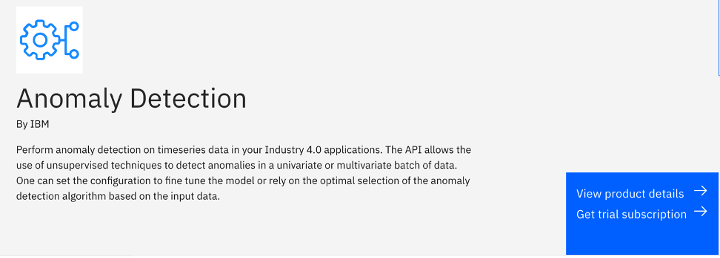 Anomaly Detection
By IBM
Perform anomaly detection on timeseries data in your Industry 4.0 applications. The API allows the
use of unsupervised techniques to detect anomalies in a univariate or multivariate batch of data.
One can set the configuration to fine tune the model or rely on the optimal selection of the anomaly
detection algorithm based on the input data.
View product details
Get trial subscription